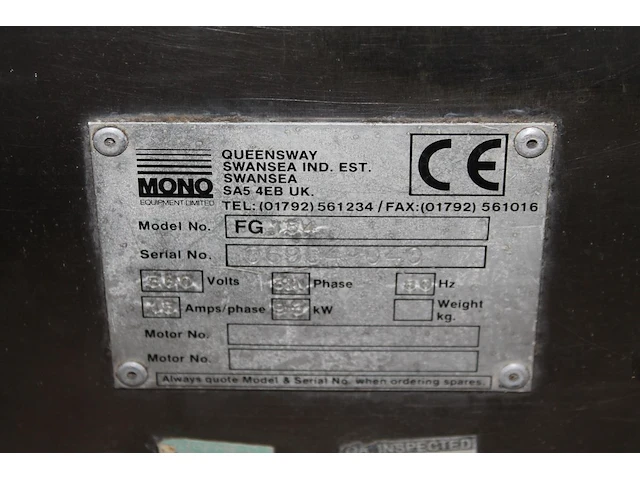 QUEENSWAY
SWANSEA IND. EST.
SWANSEA
SA5 4EB UK.
MONO
EQUIPMENT LIMITED
CE
TEL:(01792) 561234 / FAX:(01792) 561016
Model No. FG
Serial No.
Volts Phase Hz
Amps/phase kW Weight kg.
Motor No.
Motor No.
Always quote Model & Serial No. when ordering spares.
INSPECTED